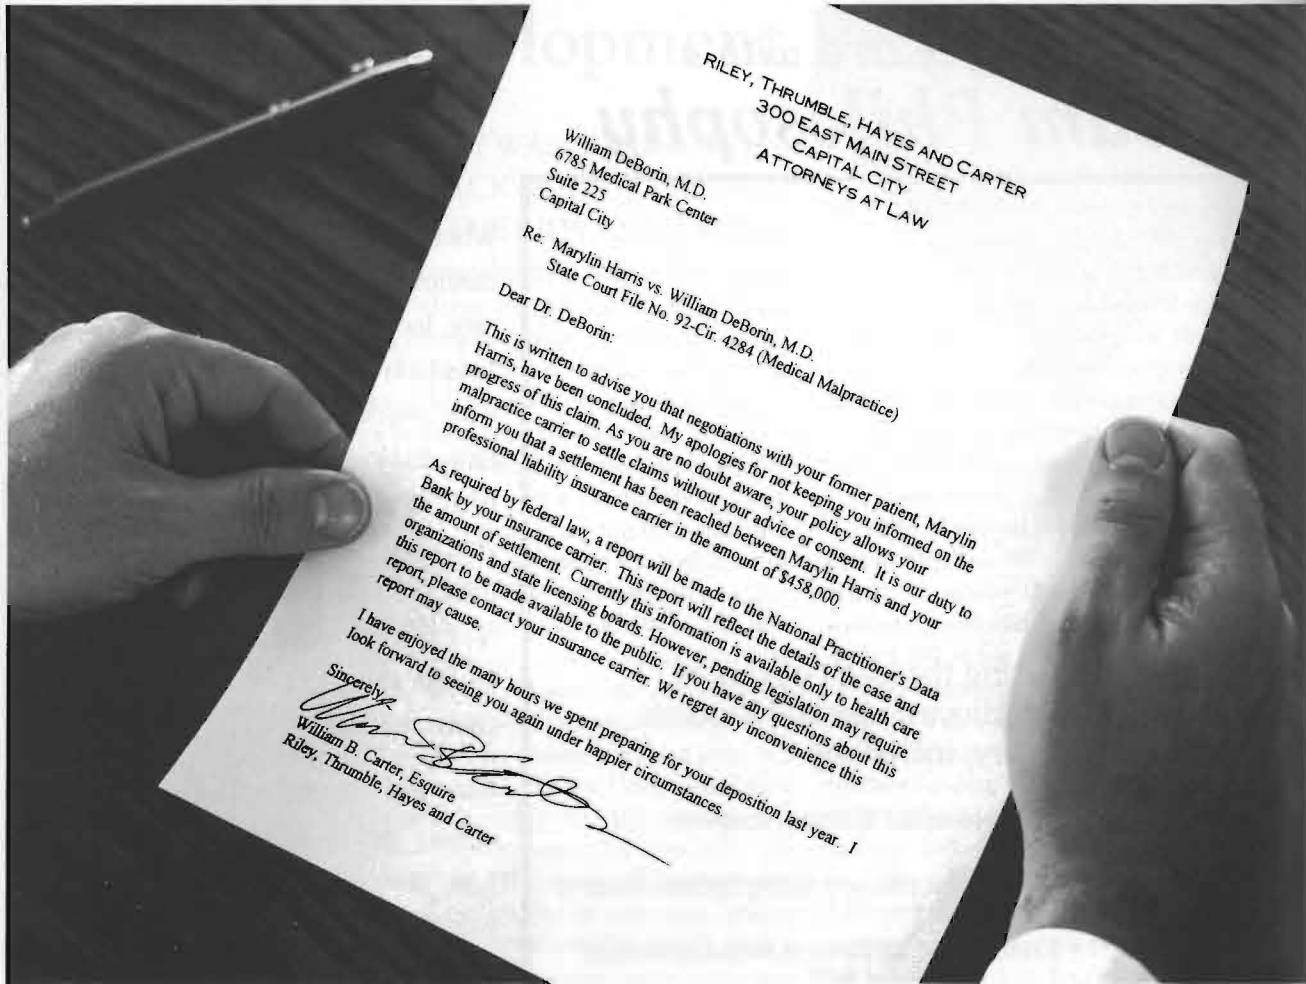 RILEY, THRUMBLE, HAYES AND CARTER
300 EAST MAIN STREET
CAPITAL CITY
ATTORNEYS AT LAW
William DeBorin, M.D.
6785 Medical Park Center
Suite 225
Capital City
Re: Marylin Harris vs. William DeBorin, M.D.
State Court File No. 92-Cir. 4284 (Medical Malpractice)
Dear Dr. DeBorin:
This is written to advise you that negotiations with your former patient, Marylin
Harris, have been concluded. My apologies for not keeping you informed on the
progress of this claim. As you are no doubt aware, your policy allows your
malpractice carrier to settle claims without your advice or consent. It is our duty to
inform you that a settlement has been reached between Marylin Harris and your
professional liability insurance carrier in the amount of $458,000.
As required by federal law, a report will be made to the National Practitioner's Data
Bank by your insurance carrier. This report will reflect the details of the case and
the amount of settlement. Currently this information is available only to health care
organizations and state licensing boards. However, pending legislation may require
this report to be made available to the public. If you have any questions about this
report, please contact your insurance carrier. We regret any inconvenience this
report may cause.
I have enjoyed the many hours we spent preparing for your deposition last year. I
look forward to seeing you again under happier circumstances.
Sincerely,
William B. Carter, Esquire
Riley, Thrumble, Hayes and Carter